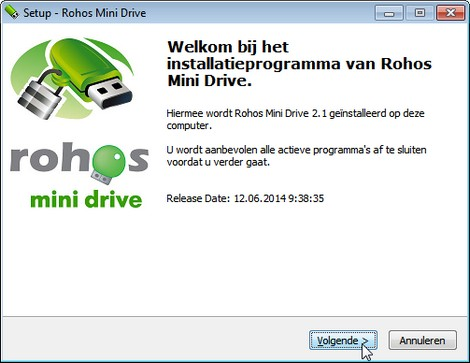 Setup - Rohos Mini Drive
Welkom bij het
installatieprogramma van Rohos
Mini Drive.
Hiermee wordt Rohos Mini Drive 2.1 geïnstalleerd op deze
computer.
U wordt aanbevolen alle actieve programma's af te sluiten
voordat u verder gaat.
rohos
mini drive
Release Date: 12.06.2014 9:38:35
Volgende >
Annuleren